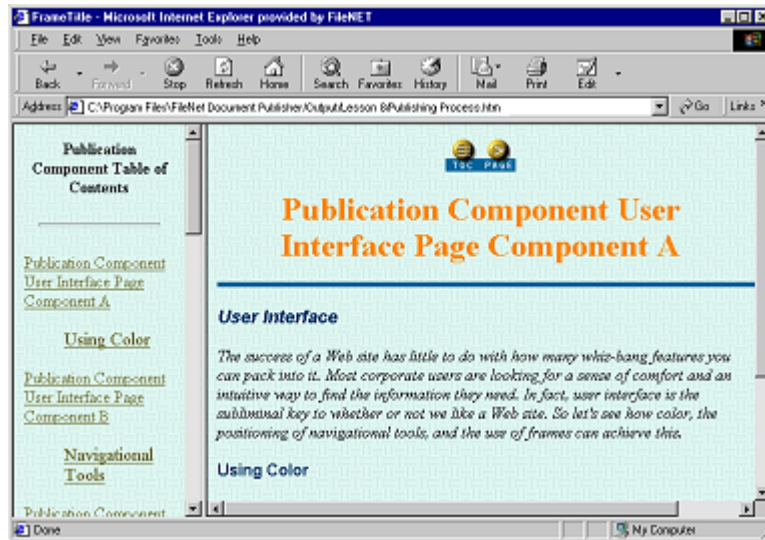 FrameTitle - Microsoft Internet Explorer provided by FileNET
File Edit View Favorites Tools Help
Back Forward Stop Refresh Home Search Favorites History Mail Print Edit
Address C:\Program Files\FileNet Document Publisher\Output\Lesson 8\Publishing Process.htm Go Links »
Publication
Component Table of
Contents
Publication Component
User Interface Page
Component A
Using Color
Publication Component
User Interface Page
Component B
Navigational
Tools
Publication Component
TOC PAGE
Publication Component User
Interface Page Component A
User Interface
The success of a Web site has little to do with how many whiz-bang features you
can pack into it. Most corporate users are looking for a sense of comfort and an
intuitive way to find the information they need. In fact, user interface is the
subliminal key to whether or not we like a Web site. So let's see how color, the
positioning of navigational tools, and the use of frames can achieve this.
Using Color
Done My Computer